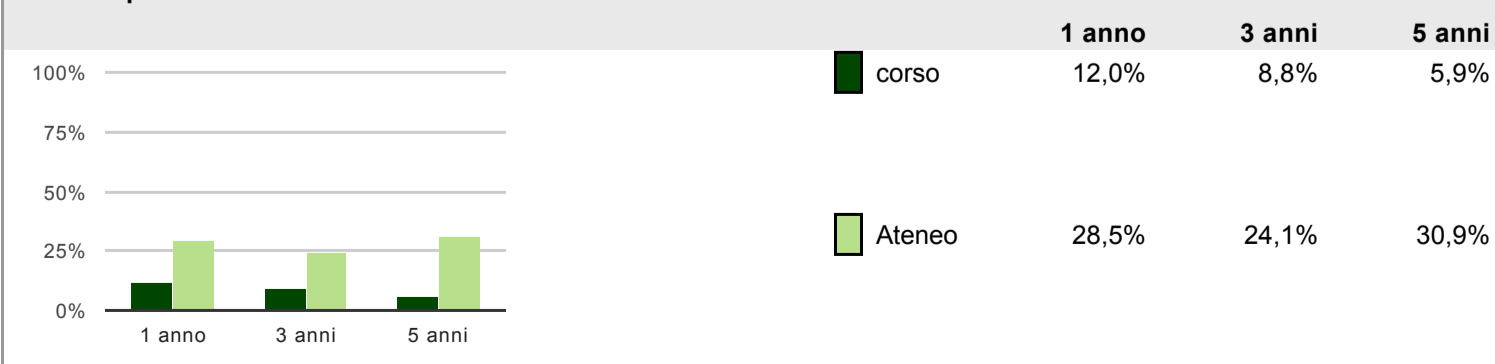 1 anno 3 anni 5 anni
100%
75%
50%
25%
0%
1 anno 3 anni 5 anni
corso 12,0% 8,8% 5,9%
Ateneo 28,5% 24,1% 30,9%